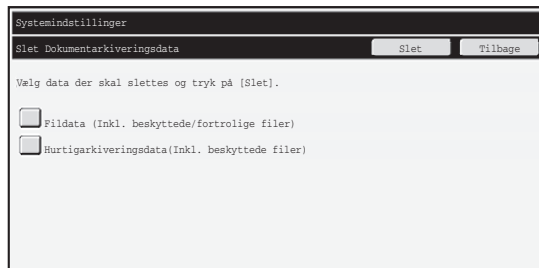 Systemindstillinger
Slet Dokumentarkiveringsdata Slet Tilbage
Vælg data der skal slettes og tryk på [Slet].
Fildata (Inkl. beskyttede/fortrolige filer)
Hurtigarkiveringsdata(Inkl. beskyttede filer)